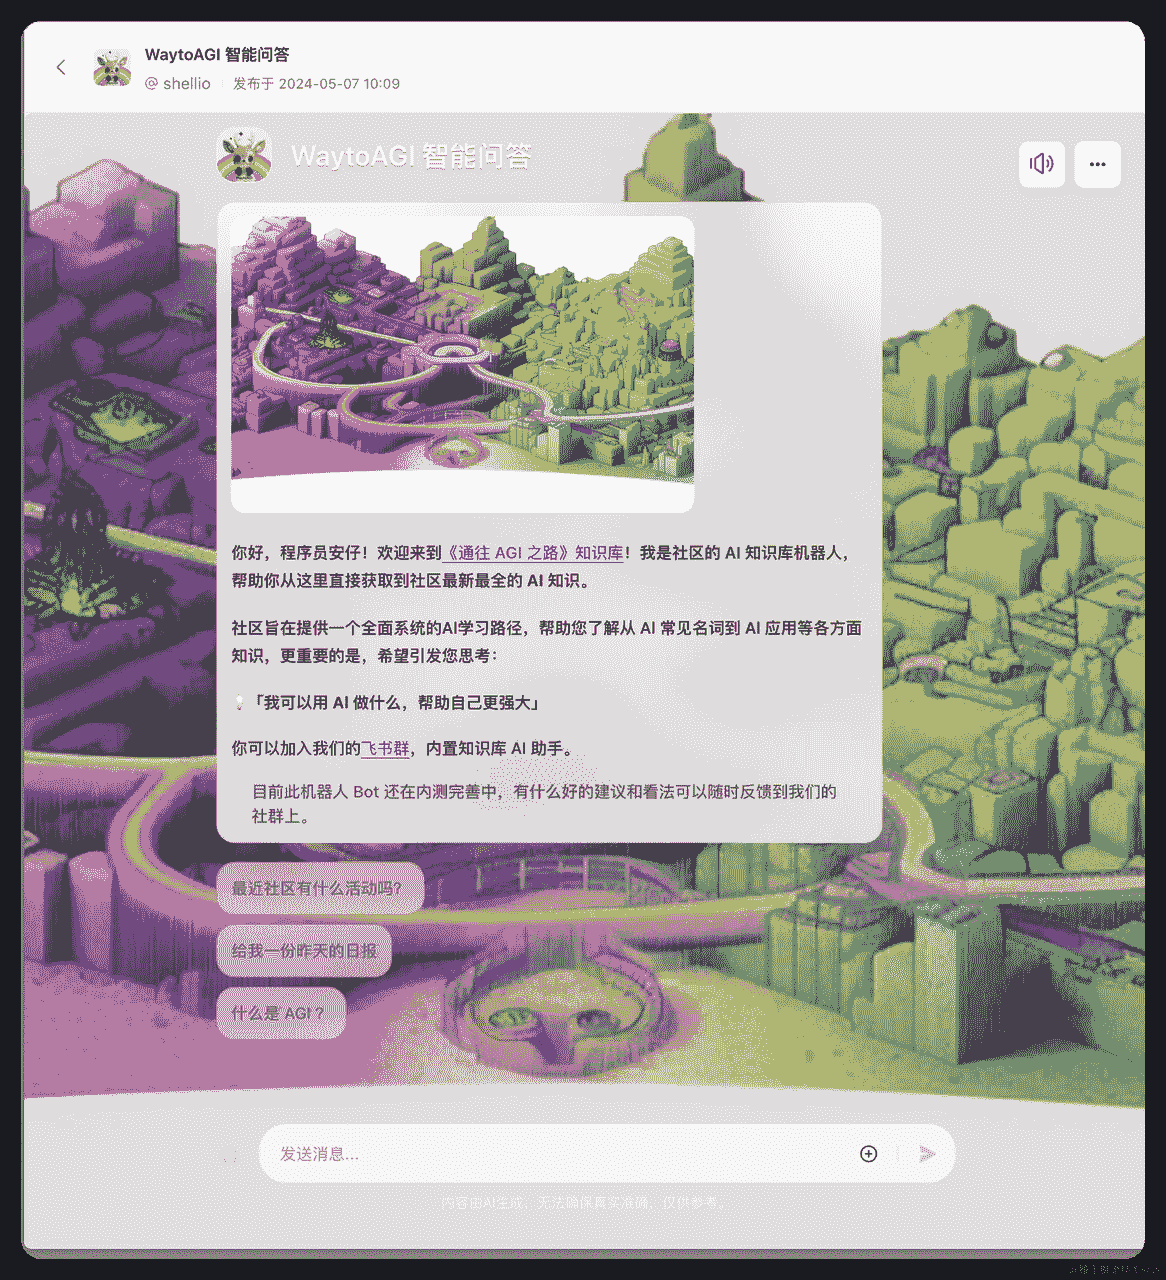 WaytoAGI 智能问答
@ shellio 发布于 2024-05-07 10:09
WaytoAGI 智能问答
你好，程序员安仔！欢迎来到《通往 AGI 之路》知识库！我是社区的 AI 知识库机器人，
帮助你从这里直接获取到社区最新最全的 AI 知识。
社区旨在提供一个全面系统的AI学习路径，帮助您了解从 AI 常见名词到 AI 应用等各方面
知识，更重要的是，希望引发您思考：
💡「我可以用 AI 做什么，帮助自己更强大」
你可以加入我们的飞书群，内置知识库 AI 助手。
目前此机器人 Bot 还在内测完善中，有什么好的建议和看法可以随时反馈到我们的
社群上。
最近社区有什么活动吗？
给我一份昨天的日报
什么是 AGI？
发送消息...
内容由AI生成，无法确保真实准确，仅供参考。